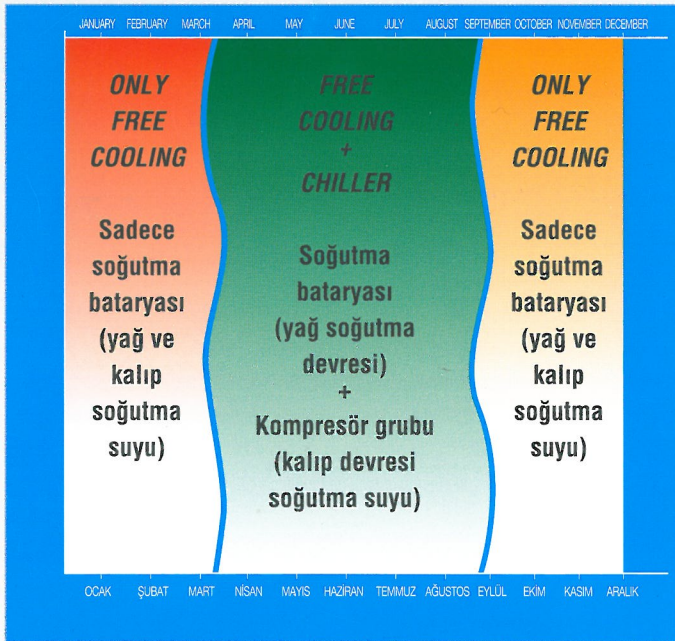 JANUARY FEBRUARY MARCH APRIL MAY JUNE JULY AUGUST SEPTEMBER OCTOBER NOVEMBER DECEMBER
ONLY
FREE
COOLING
Sadece
soğutma
bataryası
(yağ ve
kalıp
soğutma
suyu)
FREE
COOLING
+
CHILLER
Soğutma
bataryası
(yağ soğutma
devresi)
+
Kompresör grubu
(kalıp devresi
soğutma suyu)
ONLY
FREE
COOLING
Sadece
soğutma
bataryası
(yağ ve
kalıp
soğutma
suyu)
OCAK ŞUBAT MART NİSAN MAYIS HAZİRAN TEMMUZ AĞUSTOS EYLÜL EKİM KASIM ARALIK